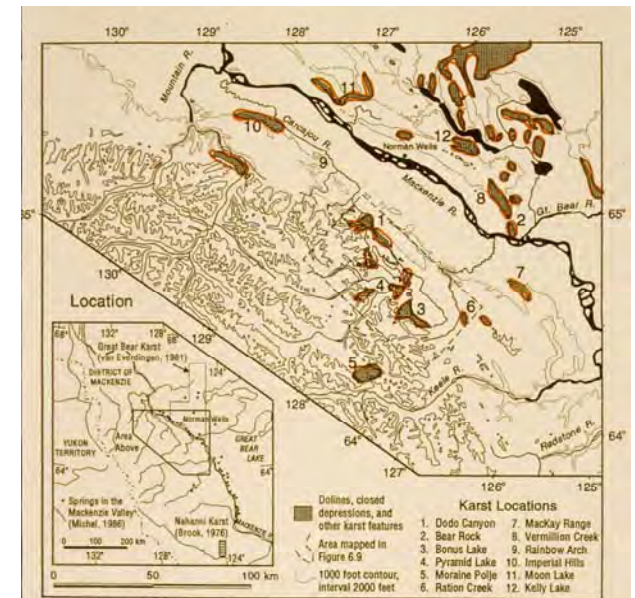 130° 129° 128° 127° 126° 125°
Mountain R.
Carcajou R.
11
10
12
Norman Wells
9
Mackenzie R.
8
Gt. Bear R.
65° 65°
1 2
130°
7
4
6
3
Location
5
129°
Keele R.
128°
Redstone R.
64° 64°
127° 126° 125°
68° 132° 128° 68°
Great Bear Karst
(van Everdingen, 1981)
124°
DISTRICT OF
MACKENZIE
Norman Wells
Area
Above
GREAT
BEAR
LAKE
YUKON
TERRITORY
64° 64°
Springs in the
Mackenzie Valley
(Michel, 1986)
Nahanni Karst
(Brook, 1976)
0 100 200 km
132° 128° 124°
0 50 100 km
Dolines, closed
depressions, and
other karst features
Area mapped in
Figure 6.9
1000 foot contour,
interval 2000 feet
Karst Locations
1. Dodo Canyon 7. MacKay Range
2. Bear Rock 8. Vermillion Creek
3. Bonus Lake 9. Rainbow Arch
4. Pyramid Lake 10. Imperial Hills
5. Moraine Polje 11. Moon Lake
6. Ration Creek 12. Kelly Lake